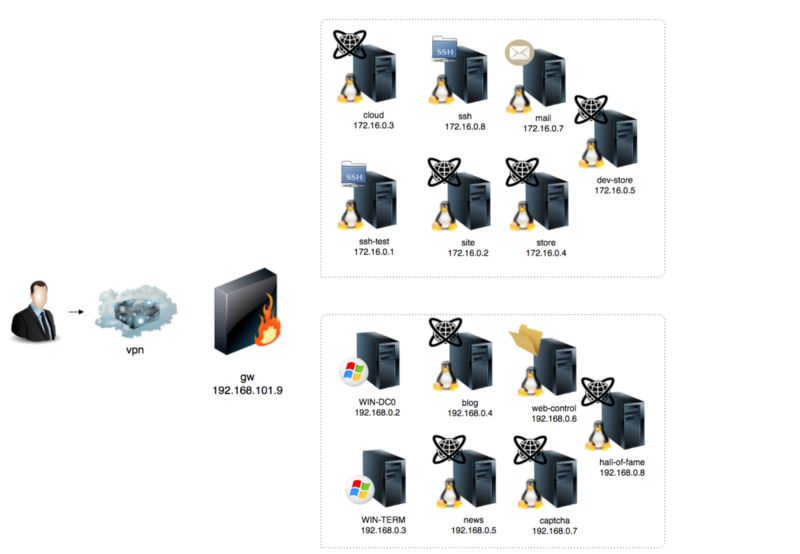 cloud
172.16.0.3
SSH
ssh
172.16.0.8
mail
172.16.0.7
dev-store
172.16.0.5
SSH
ssh-test
172.16.0.1
site
172.16.0.2
store
172.16.0.4
vpn
gw
192.168.101.9
WIN-DC0
192.168.0.2
blog
192.168.0.4
web-control
192.168.0.6
hall-of-fame
192.168.0.8
WIN-TERM
192.168.0.3
news
192.168.0.5
captcha
192.168.0.7